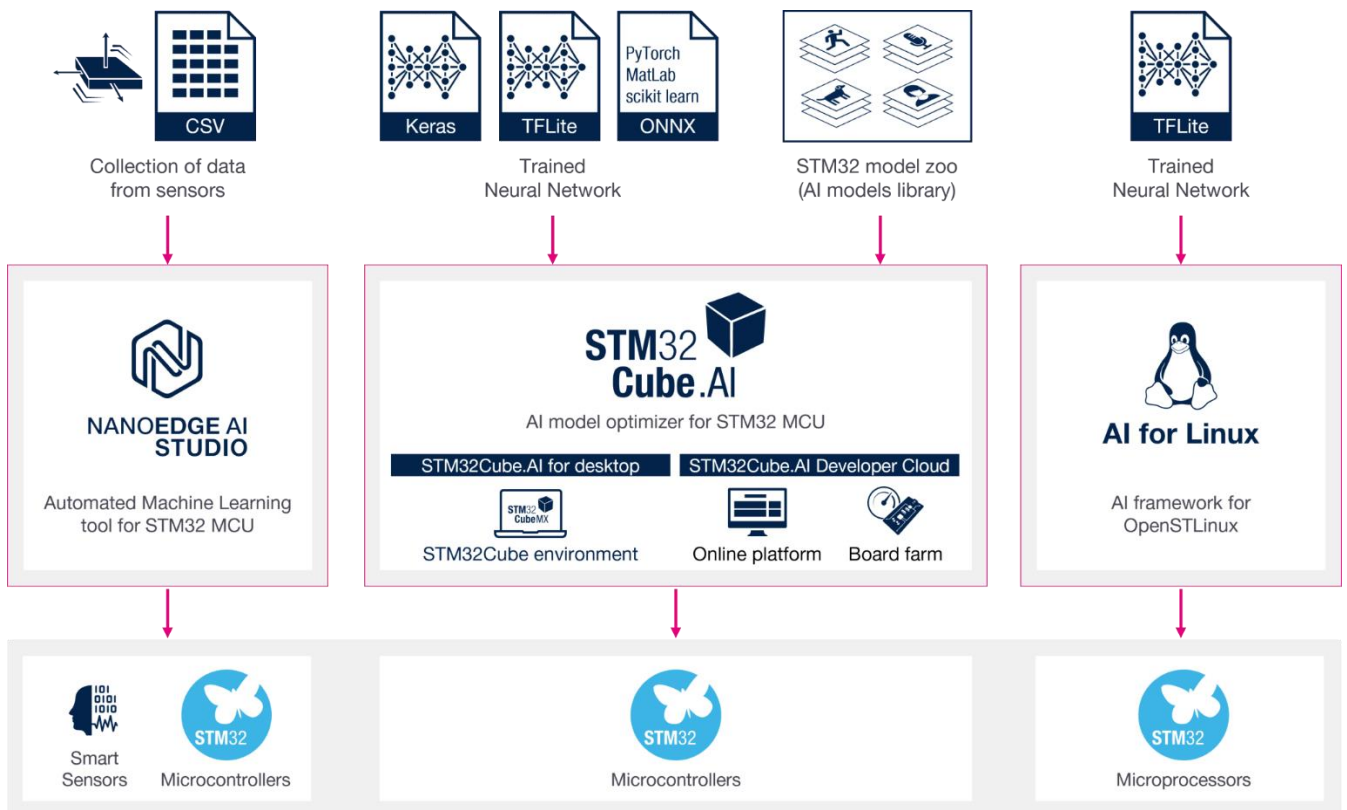 CSV
Collection of data
from sensors
Keras
TFLite
PyTorch
MatLab
scikit learn
ONNX
Trained
Neural Network
STM32 model zoo
(AI models library)
TFLite
Trained
Neural Network
NANOEDGE AI
STUDIO
Automated Machine Learning
tool for STM32 MCU
STM32
Cube.AI
AI model optimizer for STM32 MCU
STM32Cube.AI for desktop
STM32Cube.AI Developer Cloud
STM32
CubeMX
STM32Cube environment
Online platform
Board farm
AI for Linux
AI framework for
OpenSTLinux
101
0101
1010
Smart
Sensors
STM32
Microcontrollers
STM32
Microcontrollers
STM32
Microprocessors